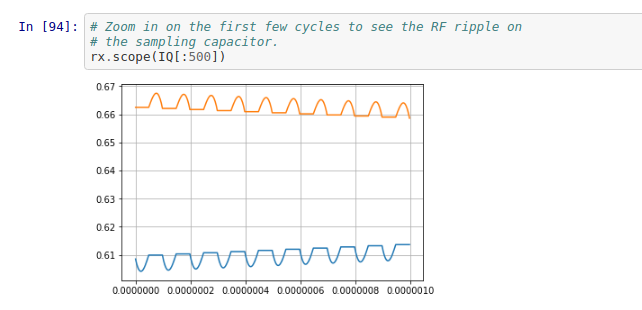 In [94]: # Zoom in on the first few cycles to see the RF ripple on
# the sampling capacitor.
rx.scope(IQ[:500])
0.67
0.66
0.65
0.64
0.63
0.62
0.61
0.0000000 0.0000002 0.0000004 0.0000006 0.0000008 0.0000010